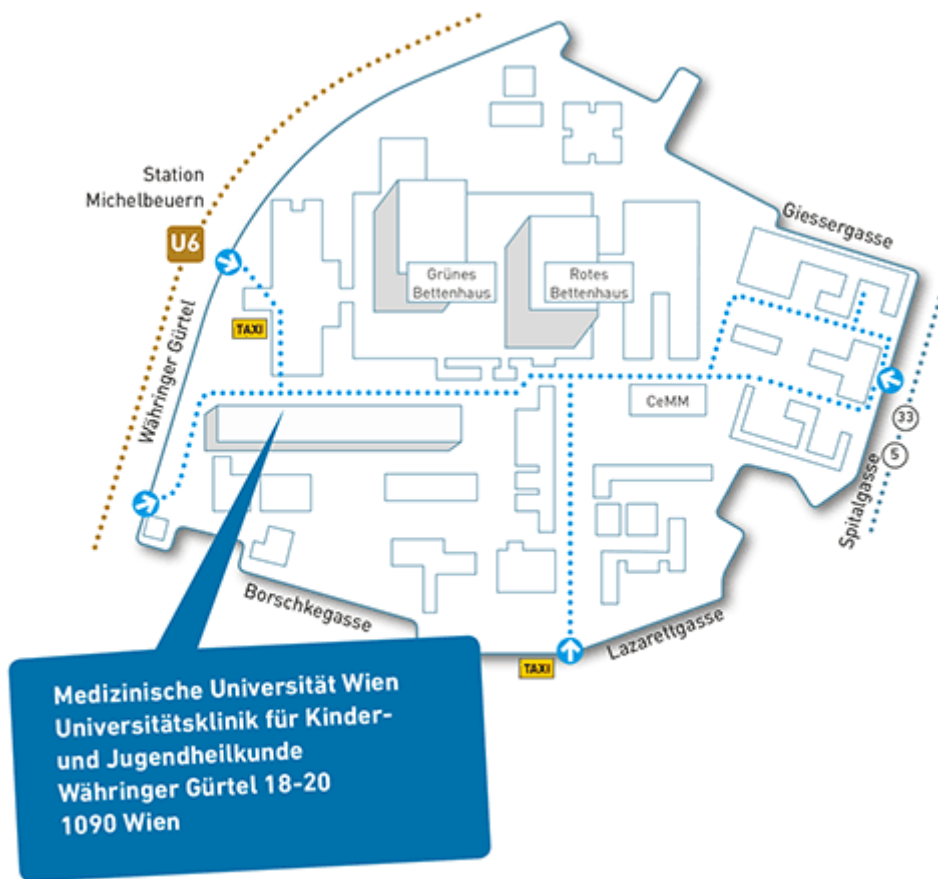 Station
Michelbeuern
U6
Giessergasse
Grünes
Bettenhaus
Rotes
Bettenhaus
TAXI
Währinger Gürtel
CeMM
33
5
Spitalgasse
Borschkegasse
Lazarettgasse
TAXI
Medizinische Universität Wien
Universitätsklinik für Kinder-
und Jugendheilkunde
Währinger Gürtel 18-20
1090 Wien